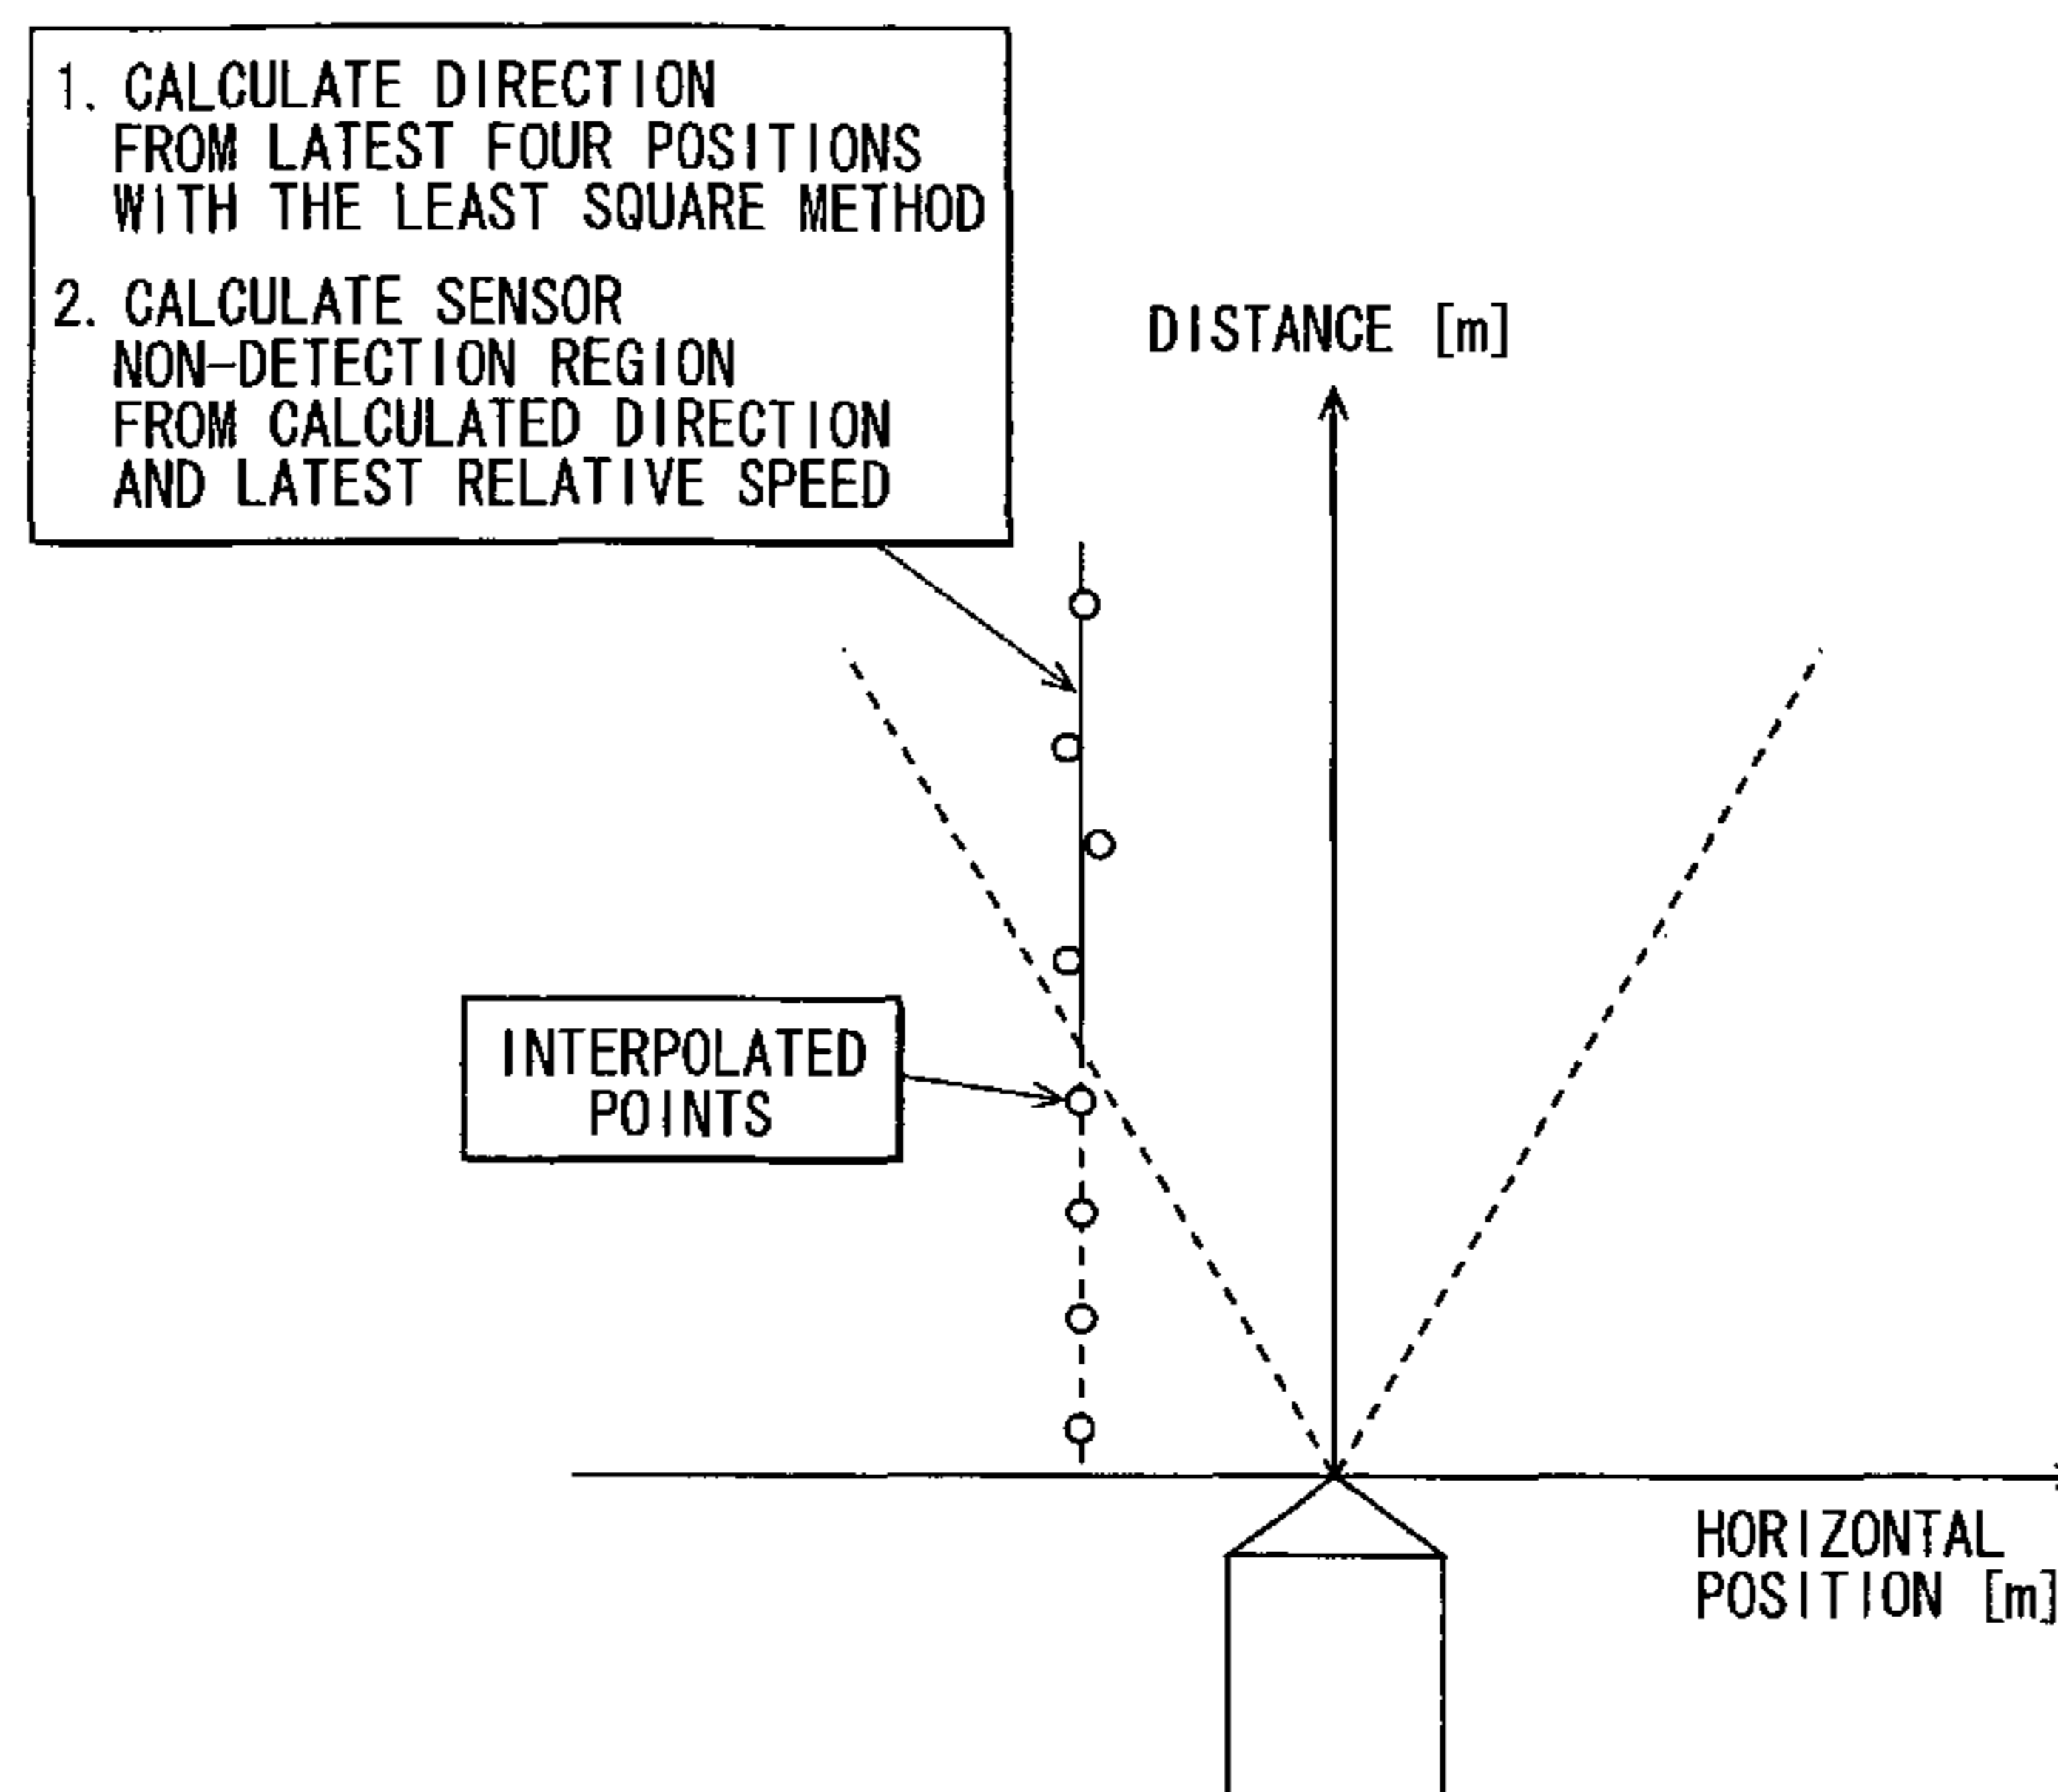 1. CALCULATE DIRECTION
FROM LATEST FOUR POSITIONS
WITH THE LEAST SQUARE METHOD
2. CALCULATE SENSOR
NON-DETECTION REGION
FROM CALCULATED DIRECTION
AND LATEST RELATIVE SPEED
DISTANCE [m]
INTERPOLATED
POINTS
HORIZONTAL
POSITION [m]